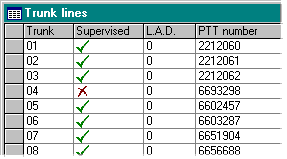 Trunk lines
Trunk Supervised L.A.D. PTT number
01 0 2212060
02 0 2212061
03 0 2212062
04 0 6693298
05 0 6602457
06 0 6603287
07 0 6651904
08 0 6656688